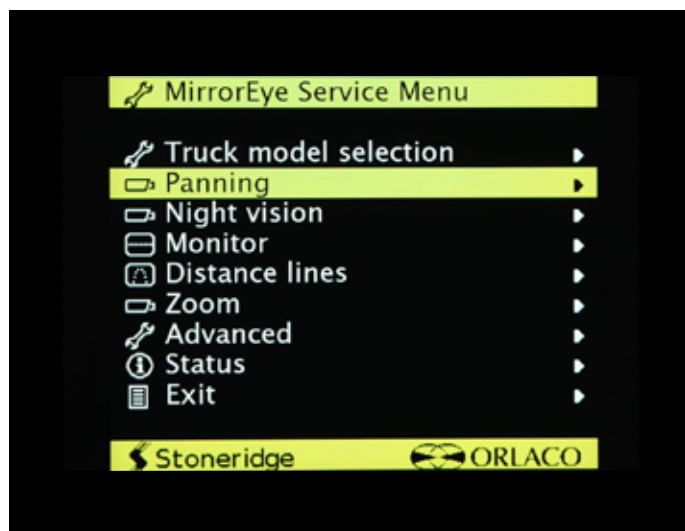 MirrorEye Service Menu
Truck model selection
Panning
Night vision
Monitor
Distance lines
Zoom
Advanced
Status
Exit
Stoneridge ORLACO